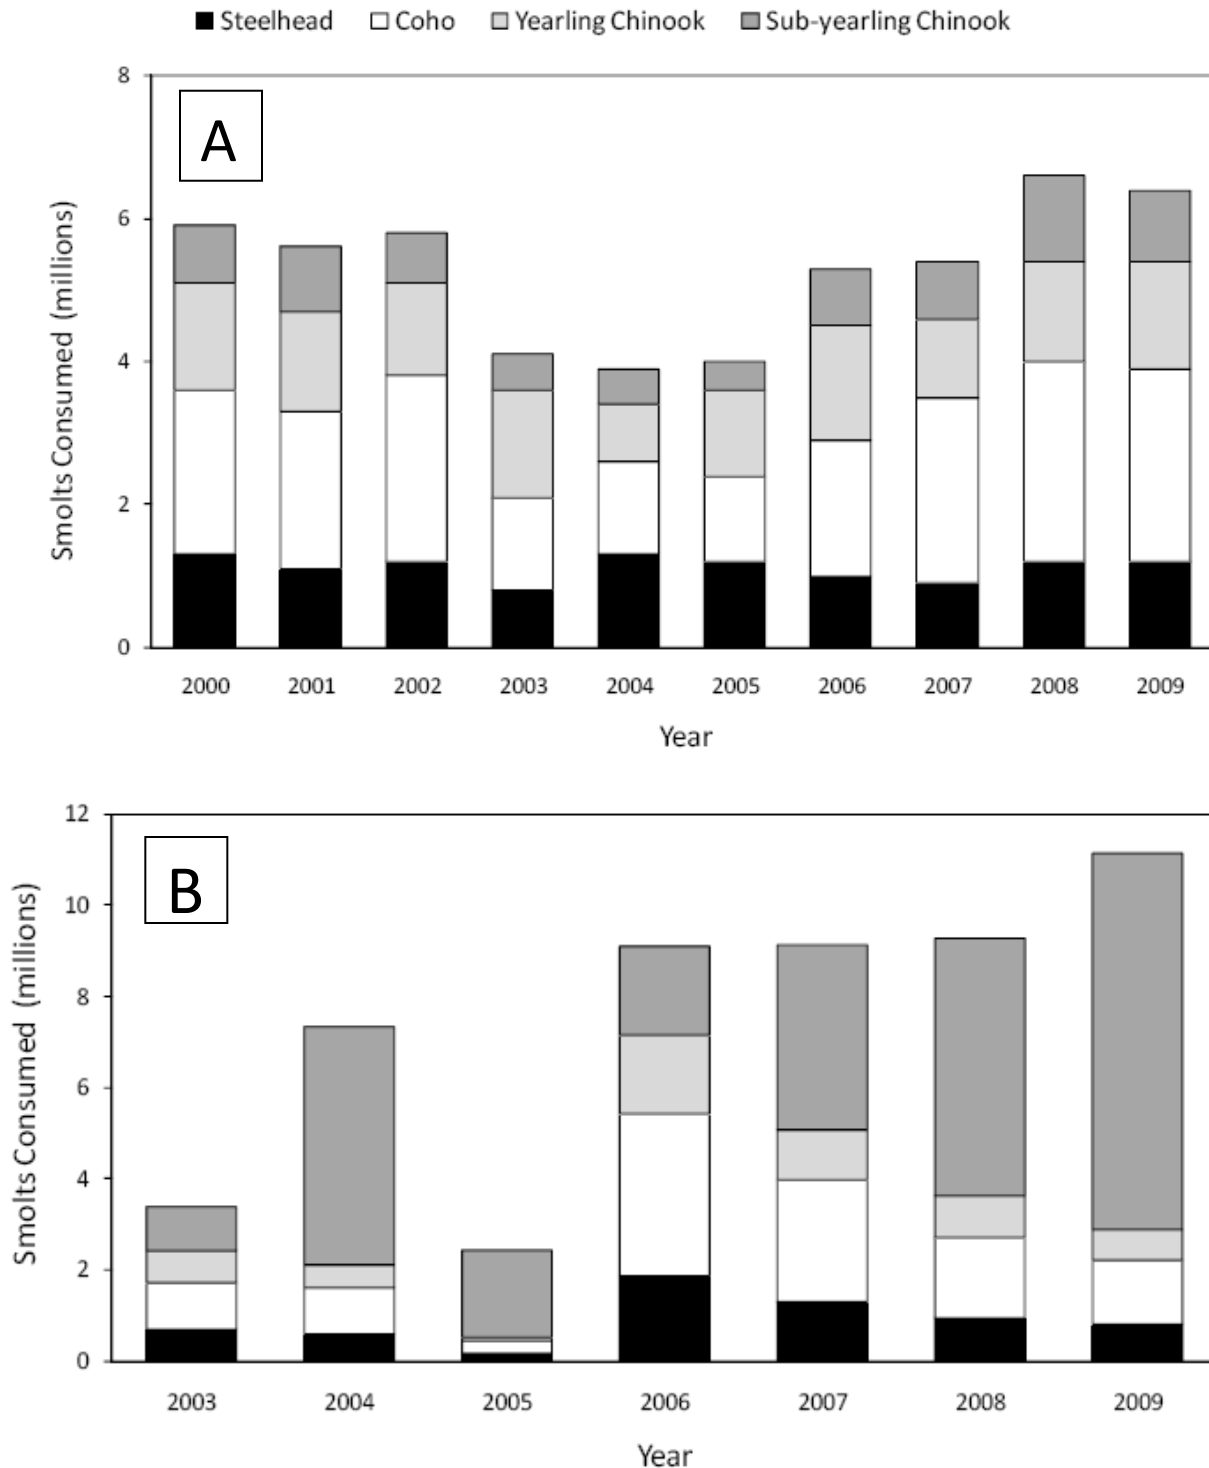 Steelhead Coho Yearling Chinook Sub-yearling Chinook
A
Smolts Consumed (millions)
8
6
4
2
0
2000 2001 2002 2003 2004 2005 2006 2007 2008 2009
Year
B
Smolts Consumed (millions)
12
10
8
6
4
2
0
2003 2004 2005 2006 2007 2008 2009
Year